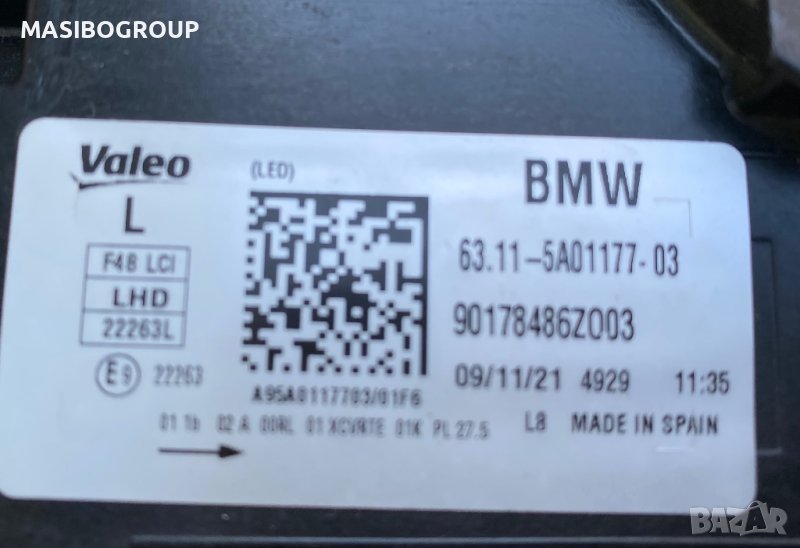 MASIBOGROUP
Valeo (LED) BMW
L
F48 LCI
LHD
22263L
63.11-5A01177-03
90178486Z003
E9 22263
A95A0117703/01F6
09/11/21 4929 11:35
01 1b 02 A 00RL 01 XCVRTE 01K PL 27.5 L8 MADE IN SPAIN
BAZAR